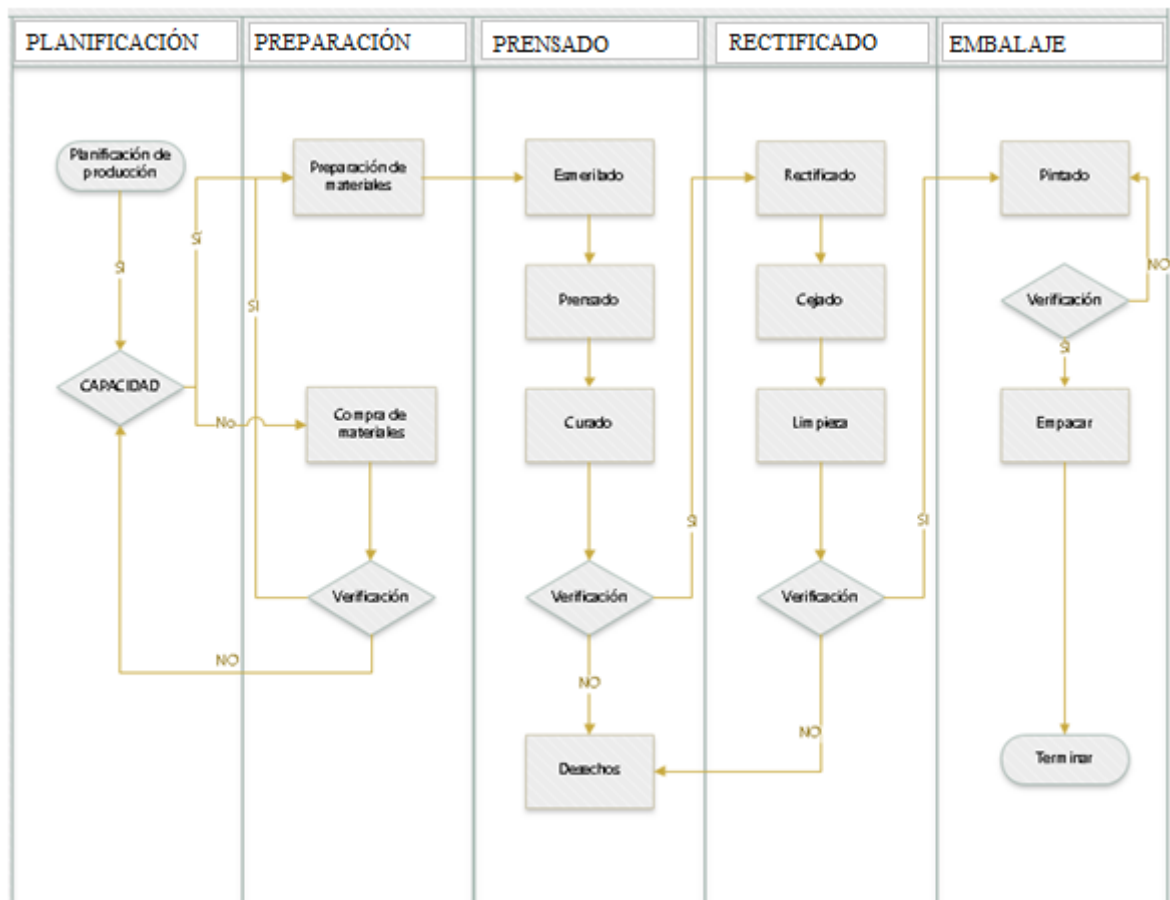 PLANIFICACIÓN
PREPARACIÓN
PRENSADO
RECTIFICADO
EMBALAJE
Planificación de
producción
SI
CAPACIDAD
SÍ
No
NO
Preparación de
materiales
SI
Compra de
materiales
Verificación
Esmerilado
Prensado
Curado
Verificación
SI
NO
Desechos
Rectificado
Cejado
Limpieza
Verificación
SI
NO
Pintado
NO
Verificación
SI
Empacar
Terminar